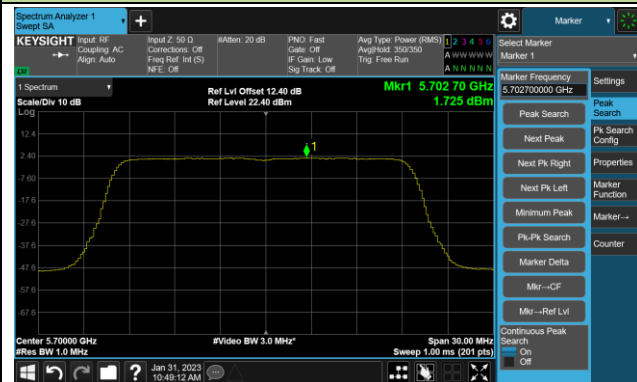 Spectrum Analyzer 1
Swept SA
Marker
KEYSIGHT
Input: RF
Coupling: AC
Align: Auto
Input Z: 50 Ω
Corrections: Off
Freq Ref: Int (S)
NFE: Off
#Atten: 20 dB
PNO: Fast
Gate: Off
IF Gain: Low
Sig Track: Off
Avg Type: Power (RMS)
Avg|Hold: 350/350
Trig: Free Run
1 2 3 4 5 6
A W W W W W
A N N N N N
Select Marker
Marker 1
1 Spectrum
Scale/Div 10 dB
Log
Ref Lvl Offset 12.40 dB
Ref Level 22.40 dBm
Mkr1 5.702 70 GHz
1.725 dBm
12.4
2.40
-7.60
-17.6
-27.6
-37.6
-47.6
-57.6
-67.6
1
Center 5.70000 GHz
#Res BW 1.0 MHz
#Video BW 3.0 MHz*
Span 30.00 MHz
Sweep 1.00 ms (201 pts)
Marker Frequency
5.702700000 GHz
Peak Search
Next Peak
Next Pk Right
Next Pk Left
Minimum Peak
Pk-Pk Search
Marker Delta
Mkr→CF
Mkr→Ref Lvl
Continuous Peak
Search
On
Off
Settings
Peak
Search
Pk Search
Config
Properties
Marker
Function
Marker→
Counter
?
Jan 31, 2023
10:49:12 AM